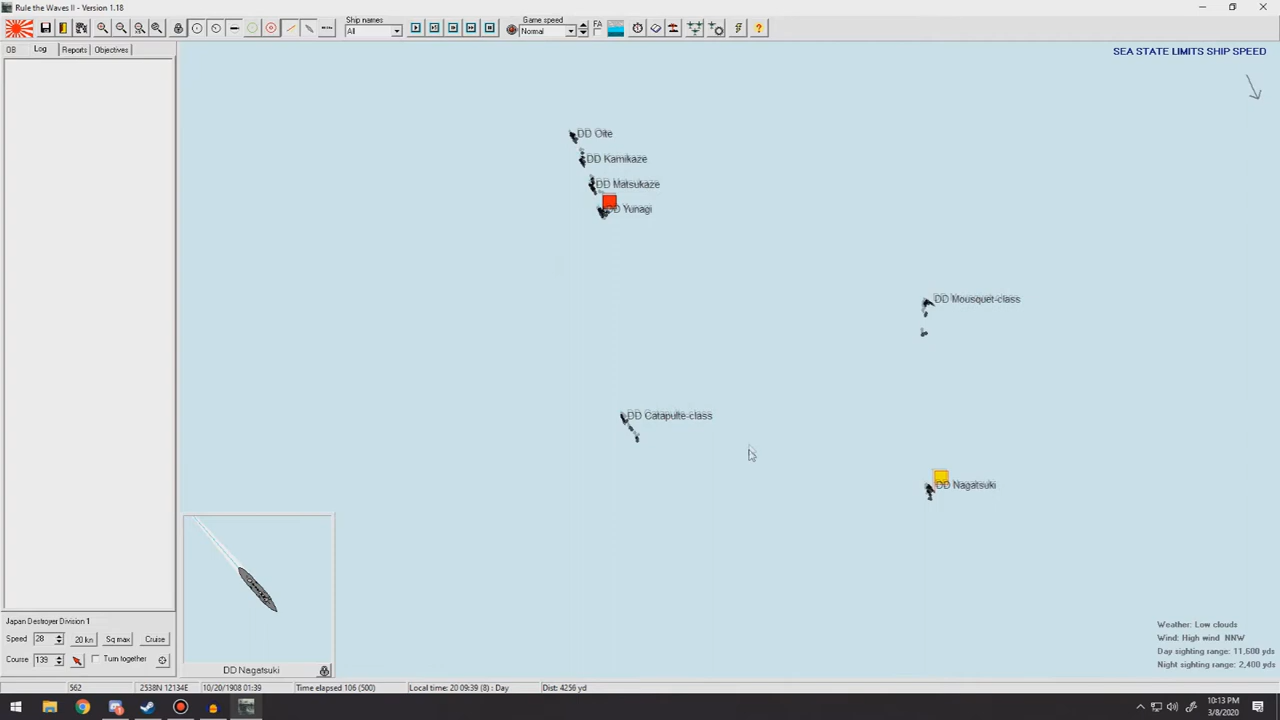 Rule the Waves II - Version 1.18
Ship names
All
Game speed
Normal
FA
OB
Log
Reports
Objectives
SEA STATE LIMITS SHIP SPEED
DD Oite
DD Kamikaze
DD Matsukaze
DD Yunagi
DD Mousquet-class
DD Catapulte-class
DD Nagatsuki
Japan Destroyer Division 1
Speed 28 20 kn Sq max Cruise
Course 139 Turn together
DD Nagatsuki
Weather: Low clouds
Wind: High wind NNW
Day sighting range: 11,600 yds
Night sighting range: 2,400 yds
562 2538N 12134E 10/20/1908 01:39 Time elapsed 106 (500) Local time: 20 09:39 (8) : Day Dist: 4256 yd
10:13 PM
3/8/2020